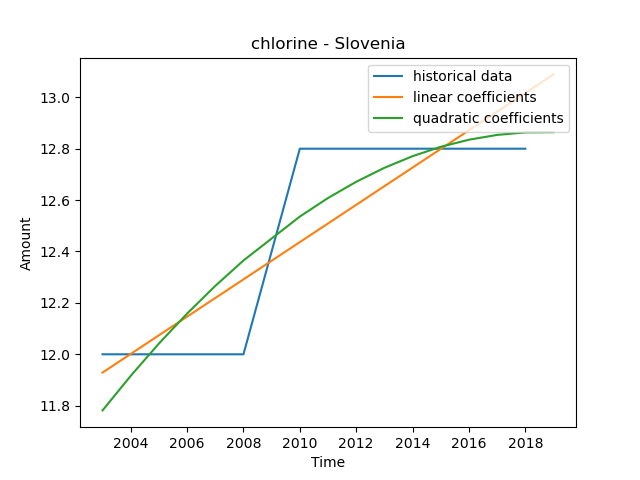 chlorine - Slovenia
historical data
linear coefficients
quadratic coefficients
13.0
12.8
12.6
12.4
12.2
12.0
11.8
Amount
2004 2006 2008 2010 2012 2014 2016 2018
Time